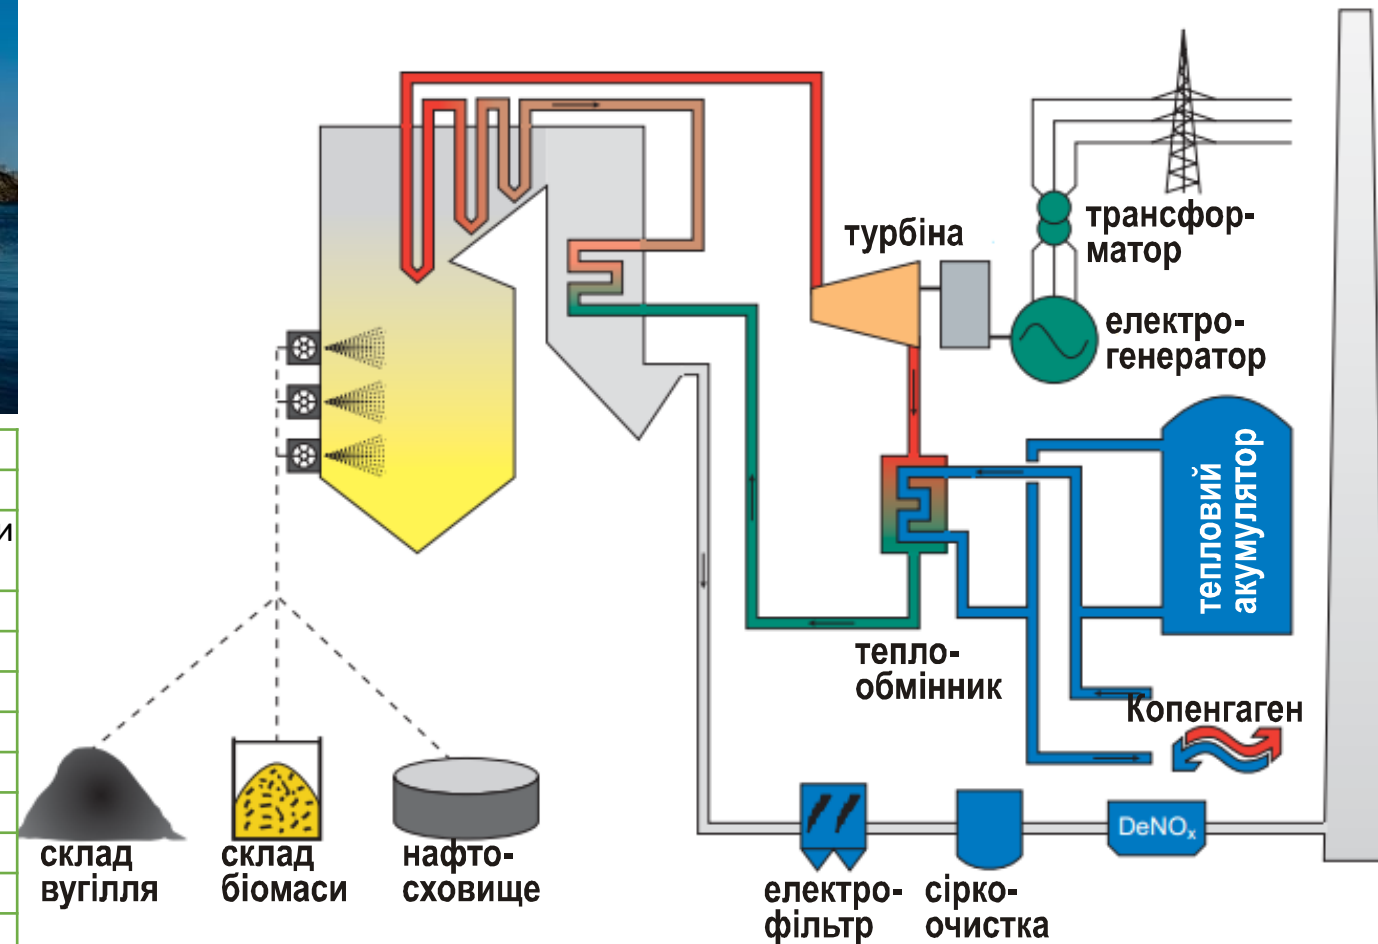 турбіна
трансфор-
матор
електро-
генератор
тепловий
акумулятор
тепло-
обмінник
Копенгаген
склад
вугілля
склад
біомаси
нафто-
сховище
DeNOₓ
електро-
фільтр
сірко-
очистка